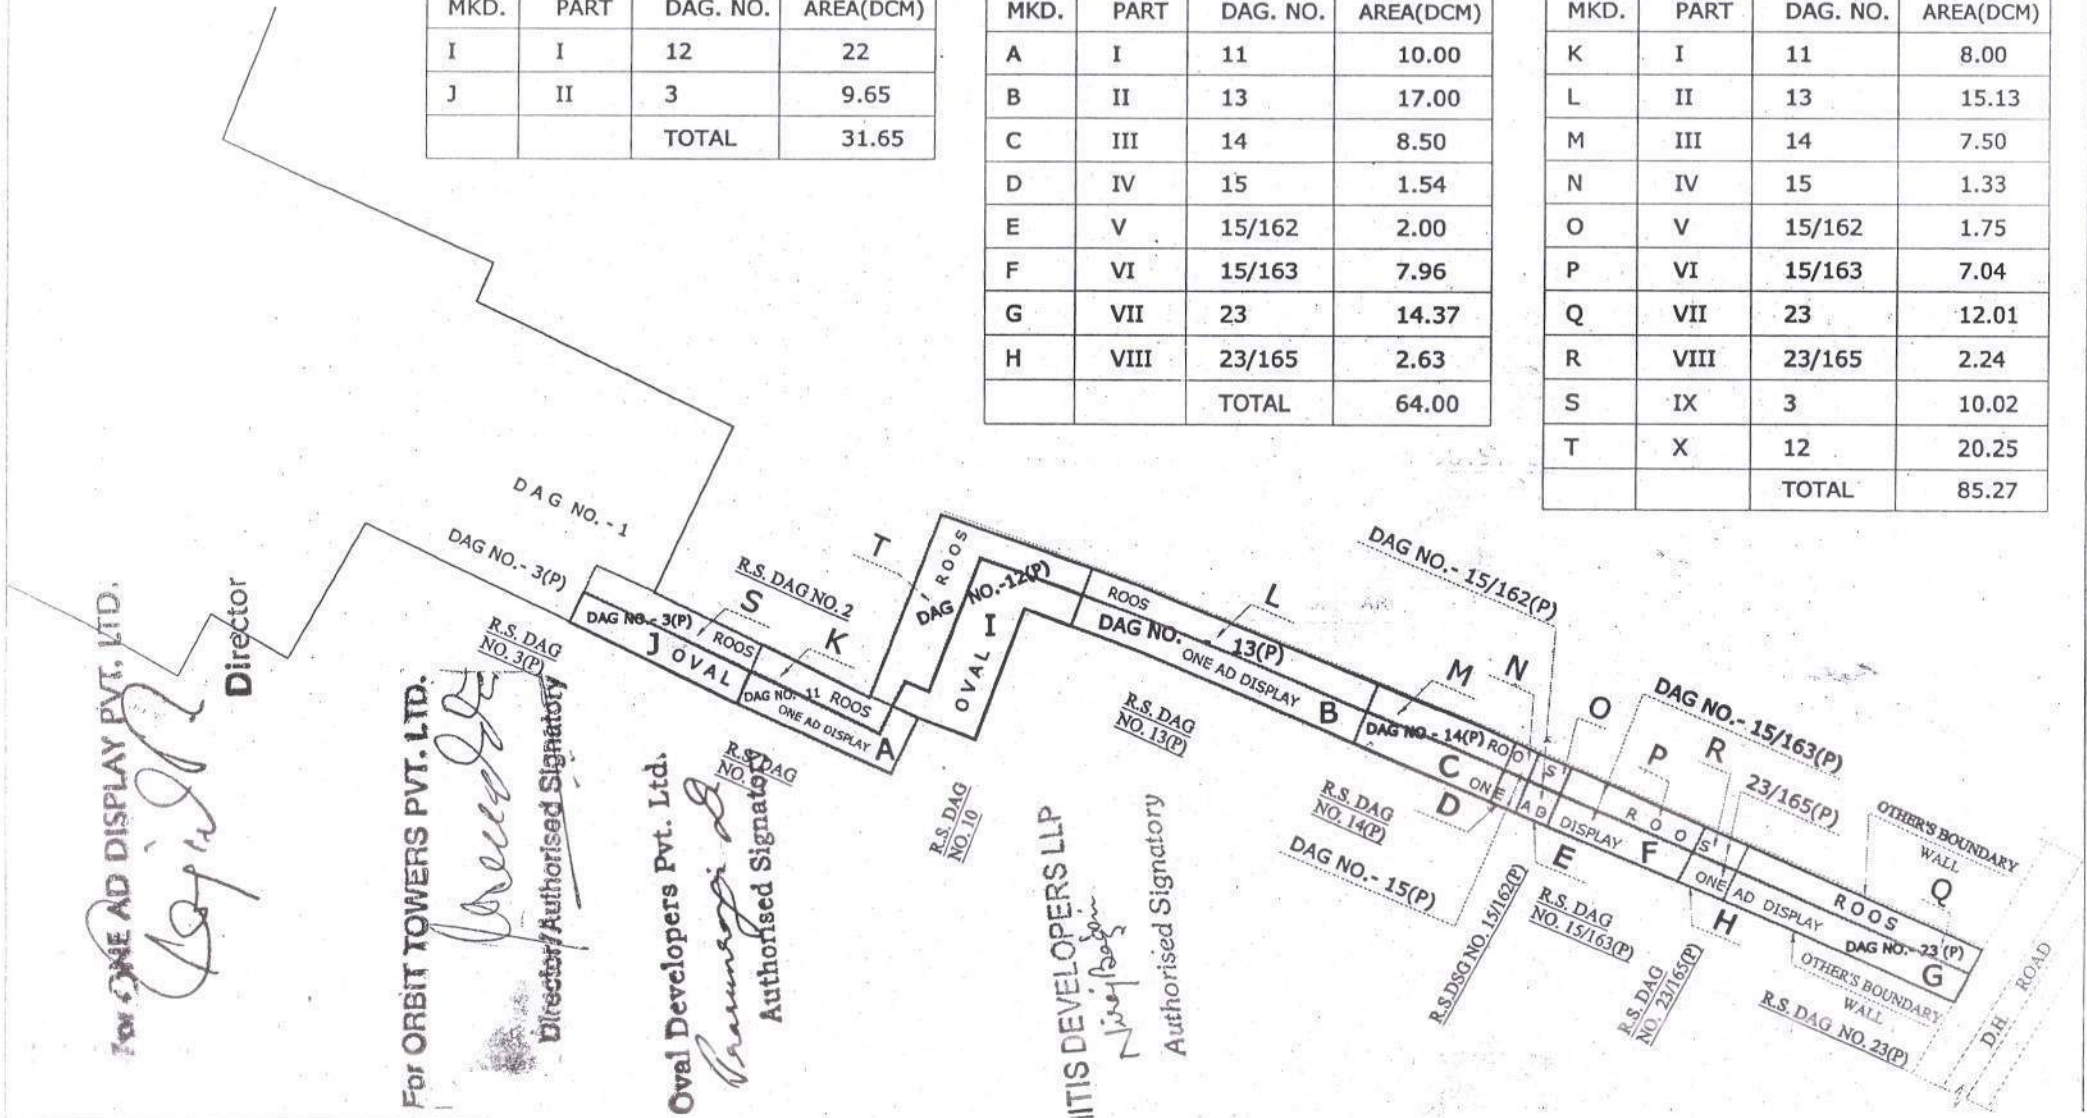 MKD. PART DAG. NO. AREA(DCM)
I I 12 22
J II 3 9.65
TOTAL 31.65
MKD. PART DAG. NO. AREA(DCM)
A I 11 10.00
B II 13 17.00
C III 14 8.50
D IV 15 1.54
E V 15/162 2.00
F VI 15/163 7.96
G VII 23 14.37
H VIII 23/165 2.63
TOTAL 64.00
MKD. PART DAG. NO. AREA(DCM)
K I 11 8.00
L II 13 15.13
M III 14 7.50
N IV 15 1.33
O V 15/162 1.75
P VI 15/163 7.04
Q VII 23 12.01
R VIII 23/165 2.24
S IX 3 10.02
T X 12 20.25
TOTAL 85.27
DAG NO. - 1
DAG NO.- 3(P)
R.S. DAG
NO. 3(P)
DAG NO.- 3(P)
ROOS
J OVAL
S
R.S. DAG NO. 2
K
DAG NO. 11 ROOS
ONE AD DISPLAY A
R.S. DAG
NO.
T
ROOS
DAG NO.-12(P)
I
OVAL
R.S. DAG
NO. 10
ROOS
L
DAG NO. - 13(P)
ONE AD DISPLAY
B
R.S. DAG
NO. 13(P)
DAG NO.- 15/162(P)
M
N
DAG NO - 14(P) ROO'S'
C
ONE AD DISPLAY
D
R.S. DAG
NO. 14(P)
DAG NO.- 15(P)
O
P
R
DAG NO.- 15/163(P)
23/165(P)
ROOS'
F
E
R.S.DSG NO. 15/162(P)
R.S. DAG
NO. 15/163(P)
H
R.S. DAG
NO. 23/165(P)
ONE AD DISPLAY
OTHER'S BOUNDARY
WALL
Q
ROOS
DAG NO.- 23 (P)
G
OTHER'S BOUNDARY
WALL
R.S. DAG NO. 23(P)
D.H. ROAD
For ONE AD DISPLAY PVT. LTD.
Director
For ORBIT TOWERS PVT. LTD.
Director/Authorised Signatory
Oval Developers Pvt. Ltd.
Authorised Signatory
ITIS DEVELOPERS LLP
Authorised Signatory